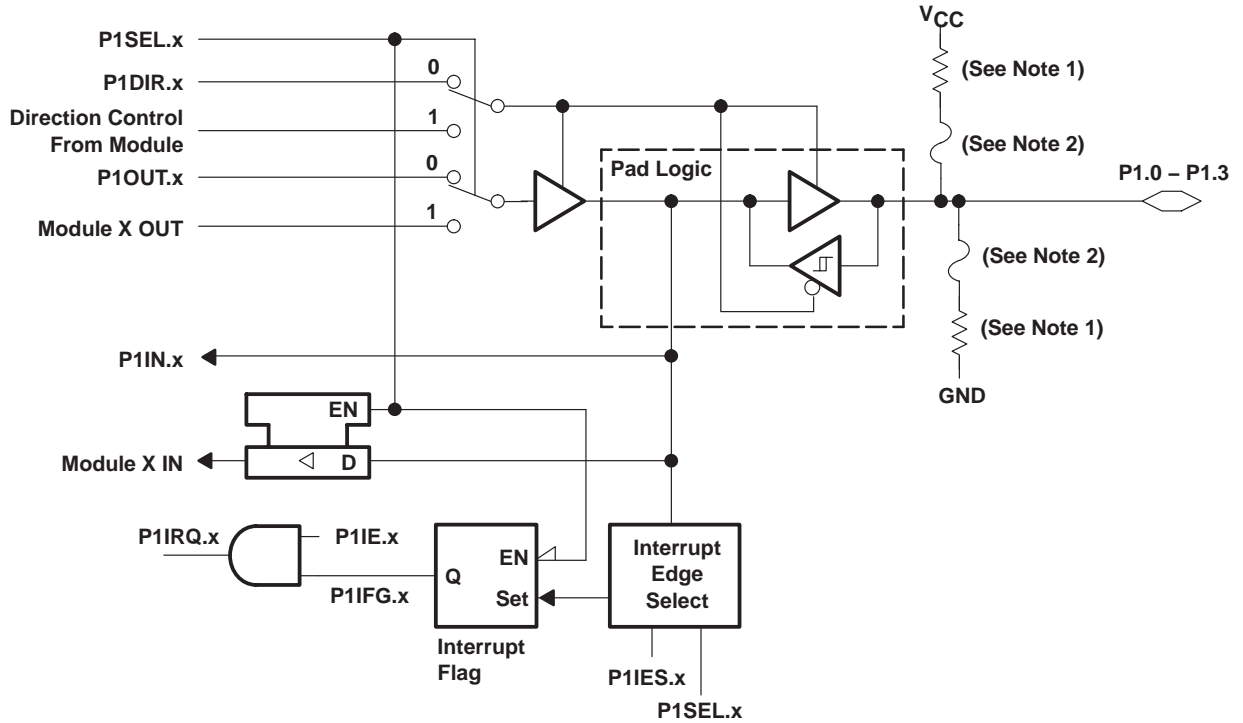 VCC
P1SEL.x
0
(See Note 1)
P1DIR.x
Direction Control
From Module
1
(See Note 2)
0
Pad Logic
P1.0 – P1.3
P1OUT.x
1
Module X OUT
(See Note 2)
(See Note 1)
P1IN.x
GND
EN
Module X IN
D
P1IRQ.x
P1IE.x
EN
Interrupt
Edge
Select
Q
P1IFG.x
Set
Interrupt
Flag
P1IES.x
P1SEL.x